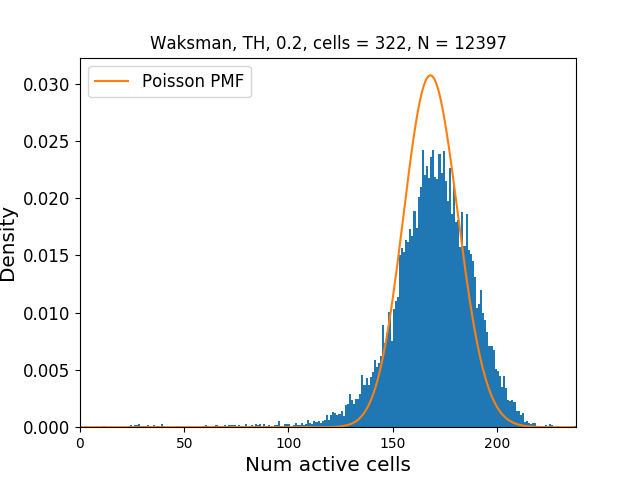 Waksman, TH, 0.2, cells = 322, N = 12397
Poisson PMF
0.030
0.025
0.020
0.015
0.010
0.005
0.000
Density
0 50 100 150 200
Num active cells